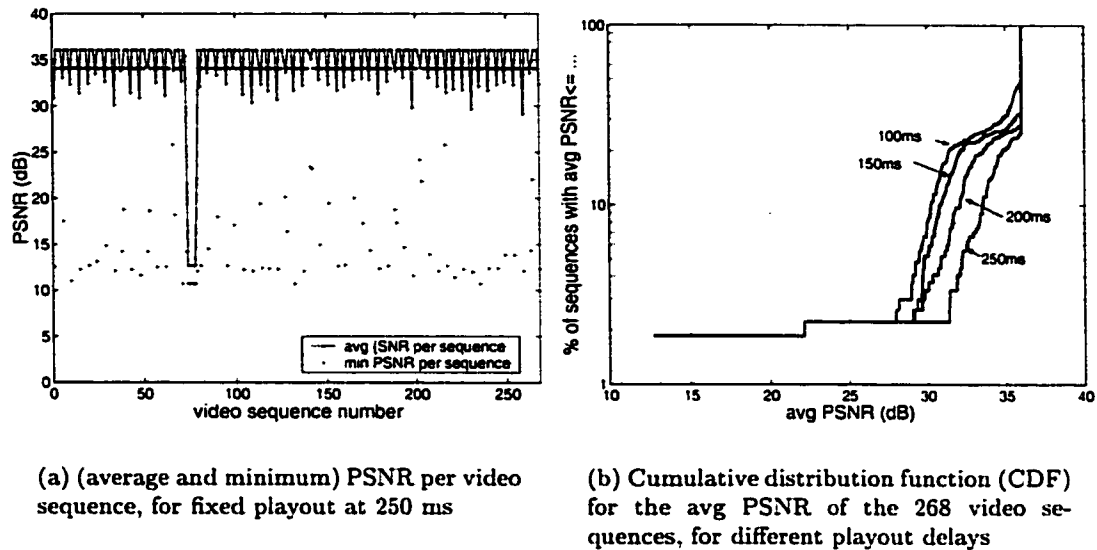 40
35
30
25
20
15
10
5
0
PSNR (dB)
0 50 100 150 200 250
video sequence number
avg (SNR per sequence
min PSNR per sequence
100
10
1
% of sequences with avg PSNR<= ...
100ms
150ms
200ms
250ms
10 15 20 25 30 35 40
avg PSNR (dB)
(a) (average and minimum) PSNR per video
sequence, for fixed playout at 250 ms
(b) Cumulative distribution function (CDF)
for the avg PSNR of the 268 video se-
quences, for different playout delays